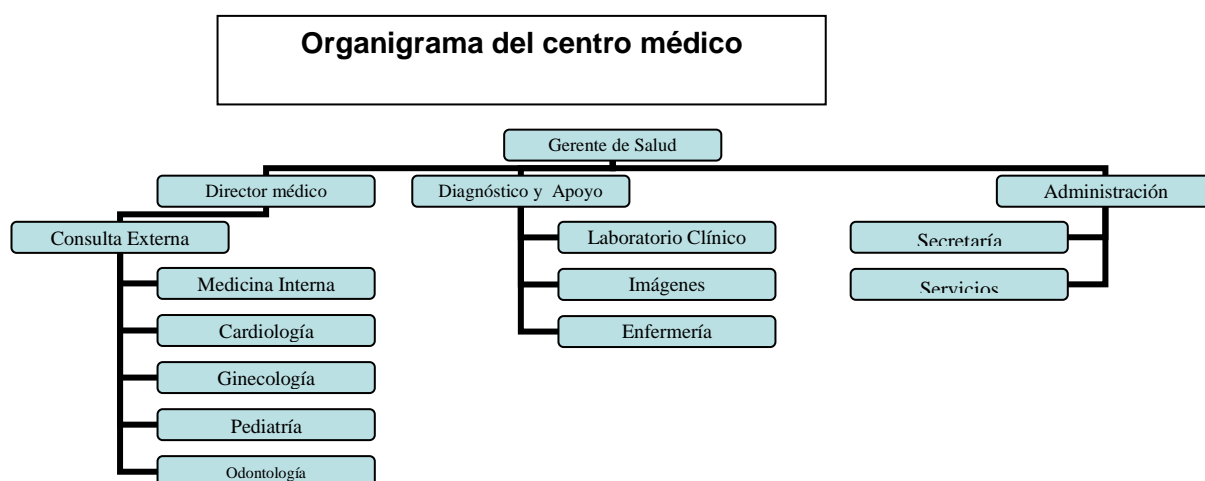 Organigrama del centro médico
Gerente de Salud
Director médico
Diagnóstico y Apoyo
Administración
Consulta Externa
Laboratorio Clínico
Secretaría
Medicina Interna
Imágenes
Servicios
Cardiología
Enfermería
Ginecología
Pediatría
Odontología